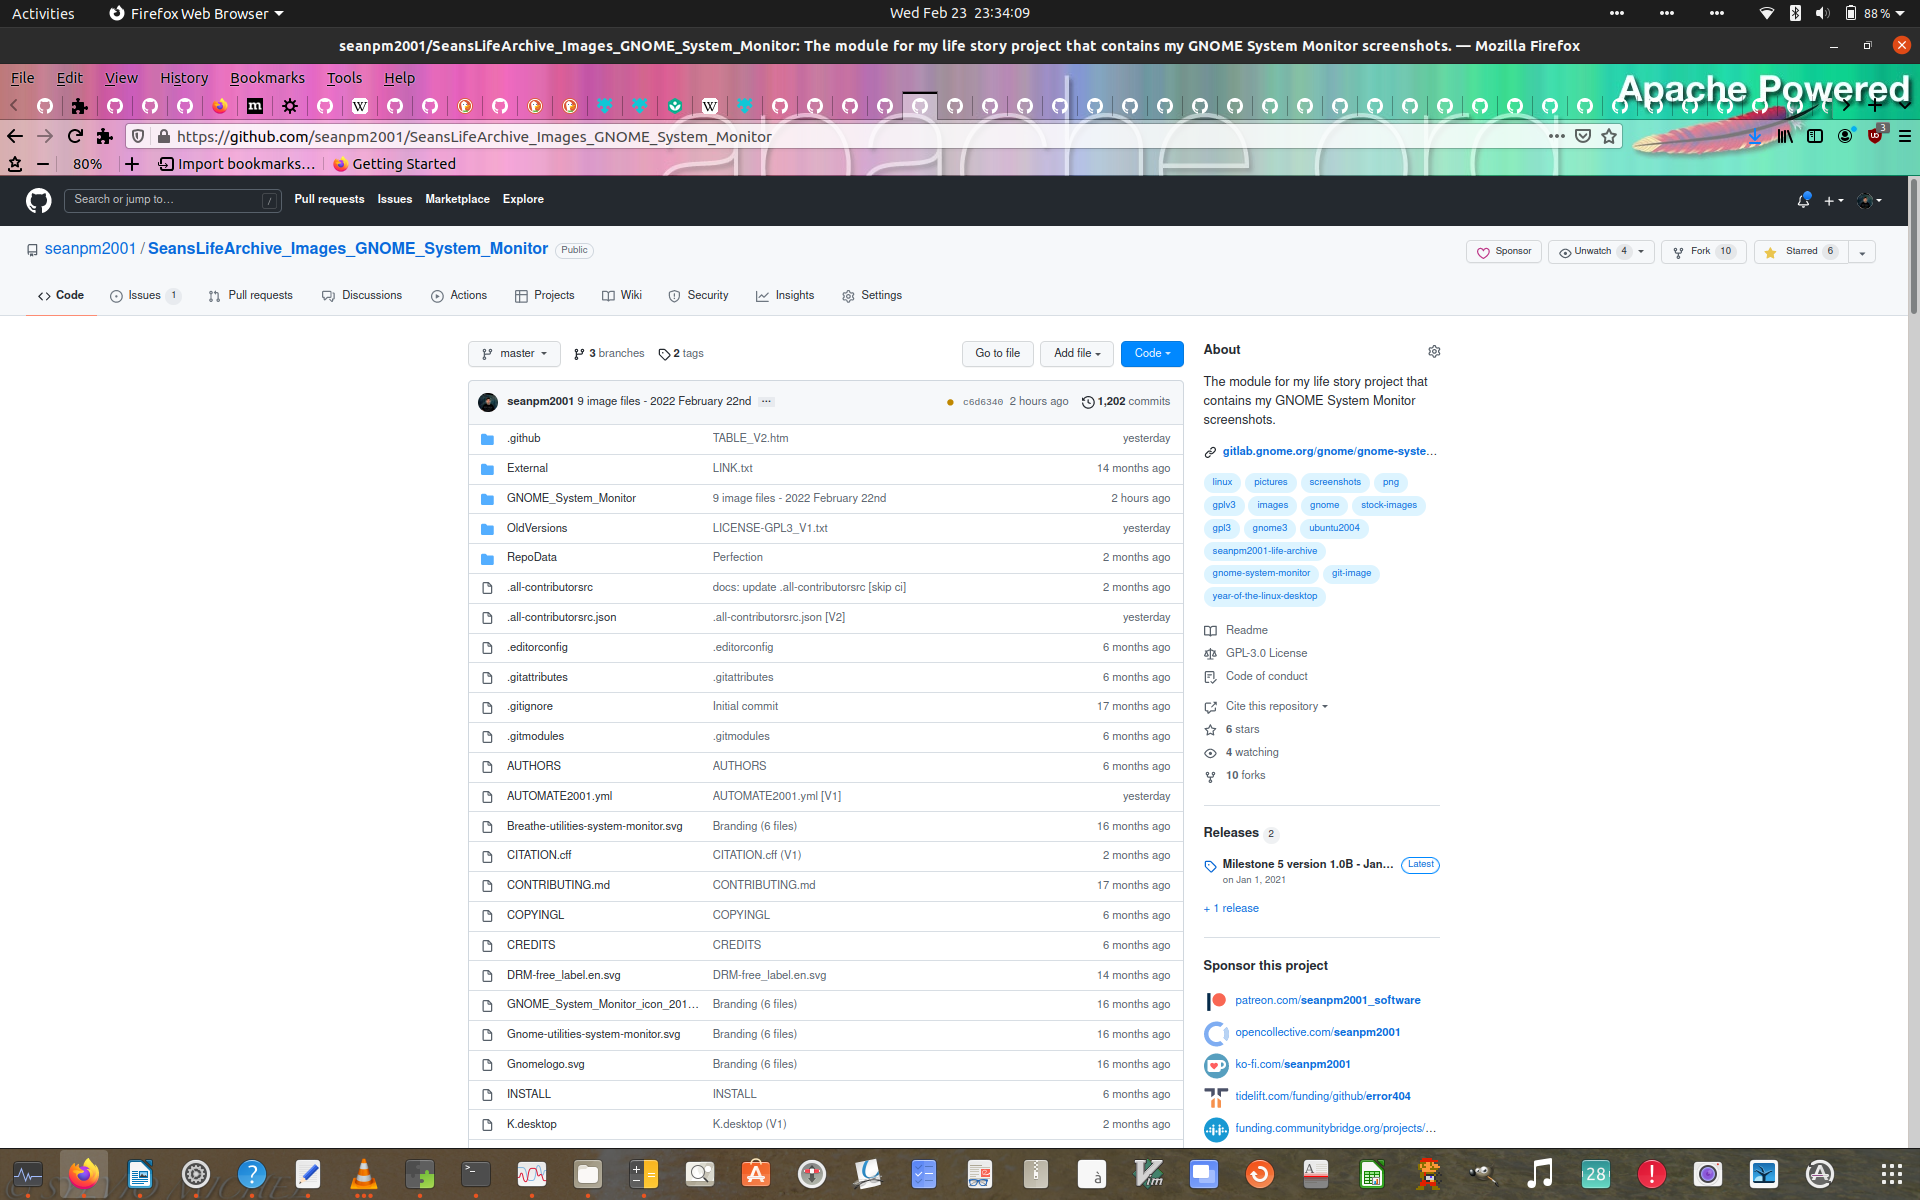 Activities Firefox Web Browser Wed Feb 23 23:34:09 88 %
seanpm2001/SeansLifeArchive_Images_GNOME_System_Monitor: The module for my life story project that contains my GNOME System Monitor screenshots. — Mozilla Firefox
File Edit View History Bookmarks Tools Help
Apache Powered
https://github.com/seanpm2001/SeansLifeArchive_Images_GNOME_System_Monitor 3
80% Import bookmarks... Getting Started
Search or jump to... / Pull requests Issues Marketplace Explore
seanpm2001 / SeansLifeArchive_Images_GNOME_System_Monitor Public
Sponsor Unwatch 4 Fork 10 Starred 6
Code Issues 1 Pull requests Discussions Actions Projects Wiki Security Insights Settings
master 3 branches 2 tags Go to file Add file Code
seanpm2001 9 image files - 2022 February 22nd ... c6d6340 2 hours ago 1,202 commits
.github TABLE_V2.htm yesterday
External LINK.txt 14 months ago
GNOME_System_Monitor 9 image files - 2022 February 22nd 2 hours ago
OldVersions LICENSE-GPL3_V1.txt yesterday
RepoData Perfection 2 months ago
.all-contributorsrc docs: update .all-contributorsrc [skip ci] 2 months ago
.all-contributorsrc.json .all-contributorsrc.json [V2] yesterday
.editorconfig .editorconfig 6 months ago
.gitattributes .gitattributes 6 months ago
.gitignore Initial commit 17 months ago
.gitmodules .gitmodules 6 months ago
AUTHORS AUTHORS 6 months ago
AUTOMATE2001.yml AUTOMATE2001.yml [V1] yesterday
Breathe-utilities-system-monitor.svg Branding (6 files) 16 months ago
CITATION.cff CITATION.cff (V1) 2 months ago
CONTRIBUTING.md CONTRIBUTING.md 17 months ago
COPYINGL COPYINGL 6 months ago
CREDITS CREDITS 6 months ago
DRM-free_label.en.svg DRM-free_label.en.svg 14 months ago
GNOME_System_Monitor_icon_201... Branding (6 files) 16 months ago
Gnome-utilities-system-monitor.svg Branding (6 files) 16 months ago
Gnomelogo.svg Branding (6 files) 16 months ago
INSTALL INSTALL 6 months ago
K.desktop K.desktop (V1) 2 months ago
About
The module for my life story project that
contains my GNOME System Monitor
screenshots.
gitlab.gnome.org/gnome/gnome-syste...
linux pictures screenshots png
gplv3 images gnome stock-images
gpl3 gnome3 ubuntu2004
seanpm2001-life-archive
gnome-system-monitor git-image
year-of-the-linux-desktop
Readme
GPL-3.0 License
Code of conduct
Cite this repository
6 stars
4 watching
10 forks
Releases 2
Milestone 5 version 1.0B - Jan... Latest
on Jan 1, 2021
+ 1 release
Sponsor this project
patreon.com/seanpm2001_software
opencollective.com/seanpm2001
ko-fi.com/seanpm2001
tidelift.com/funding/github/error404
funding.communitybridge.org/projects/...
28